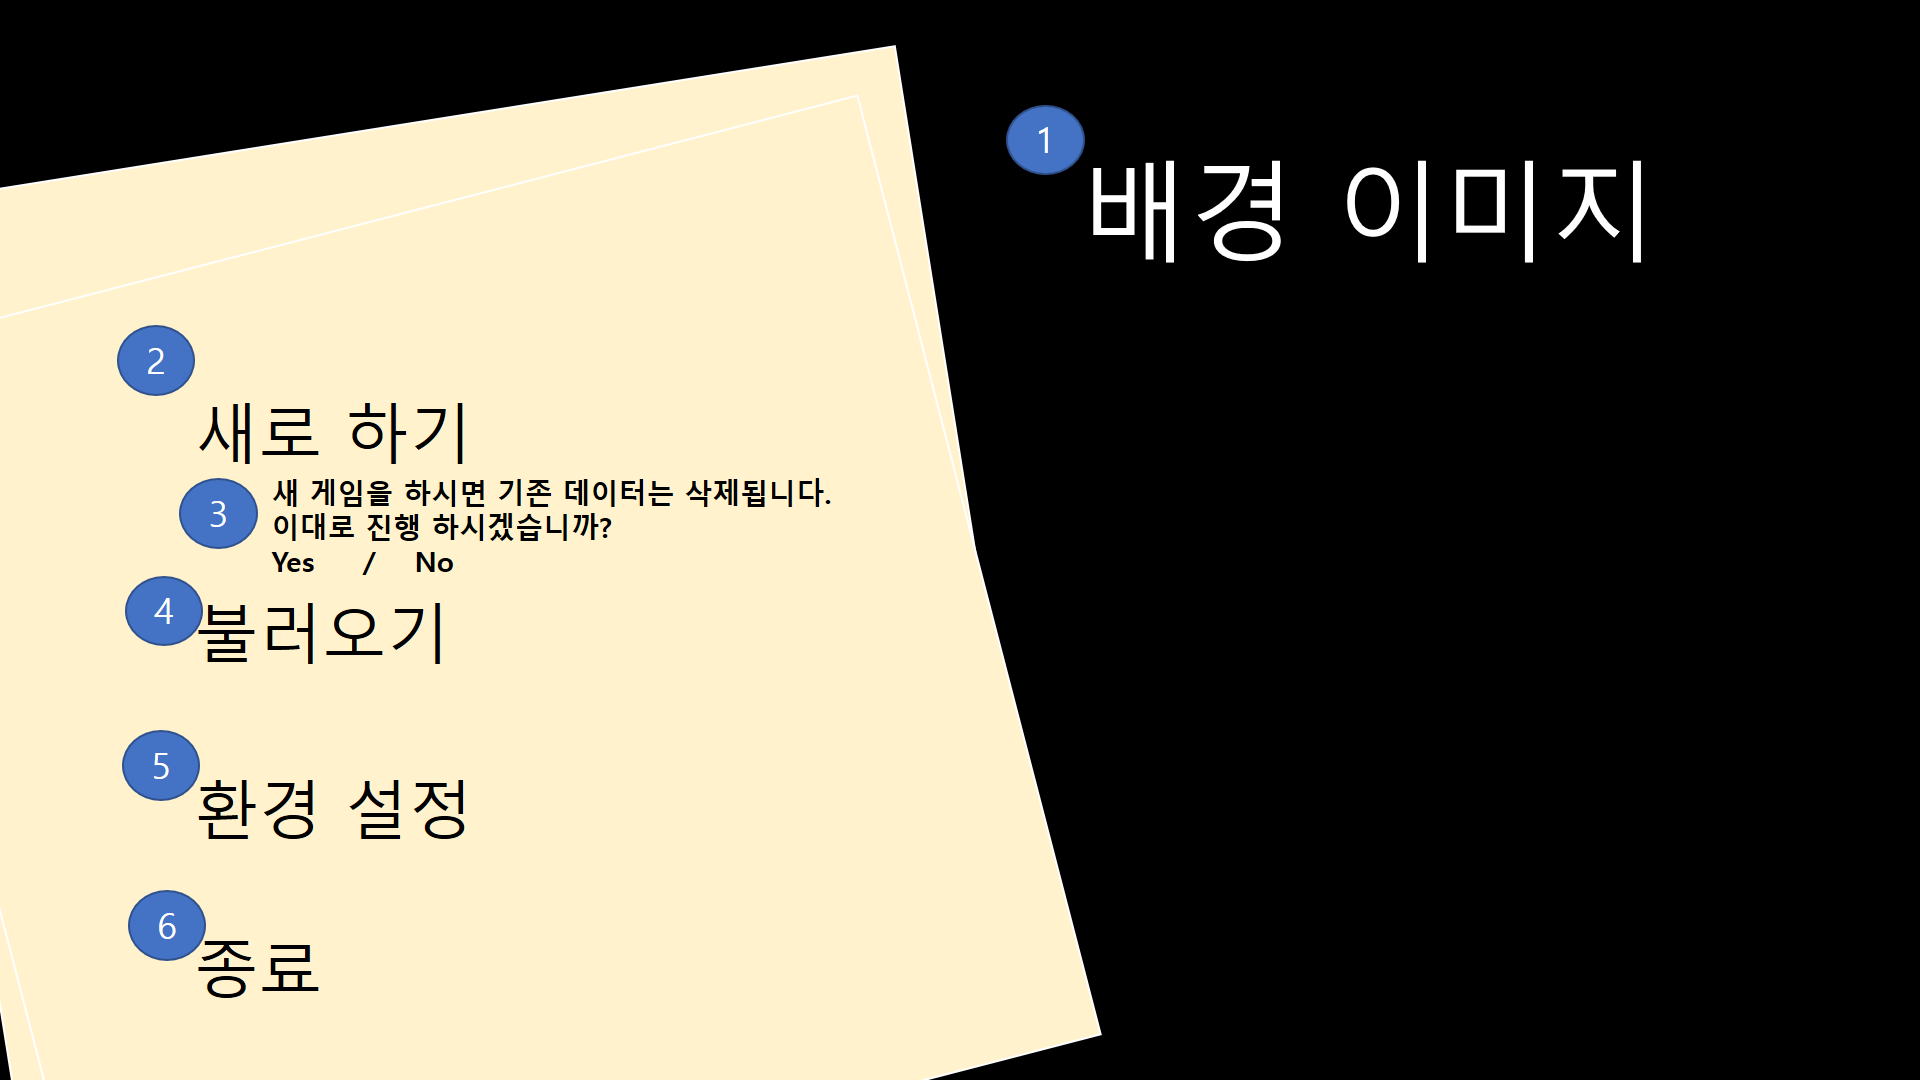 1
배경 이미지
2
새로 하기
3
새 게임을 하시면 기존 데이터는 삭제됩니다.
이대로 진행 하시겠습니까?
Yes / No
4
불러오기
5
환경 설정
6
종료